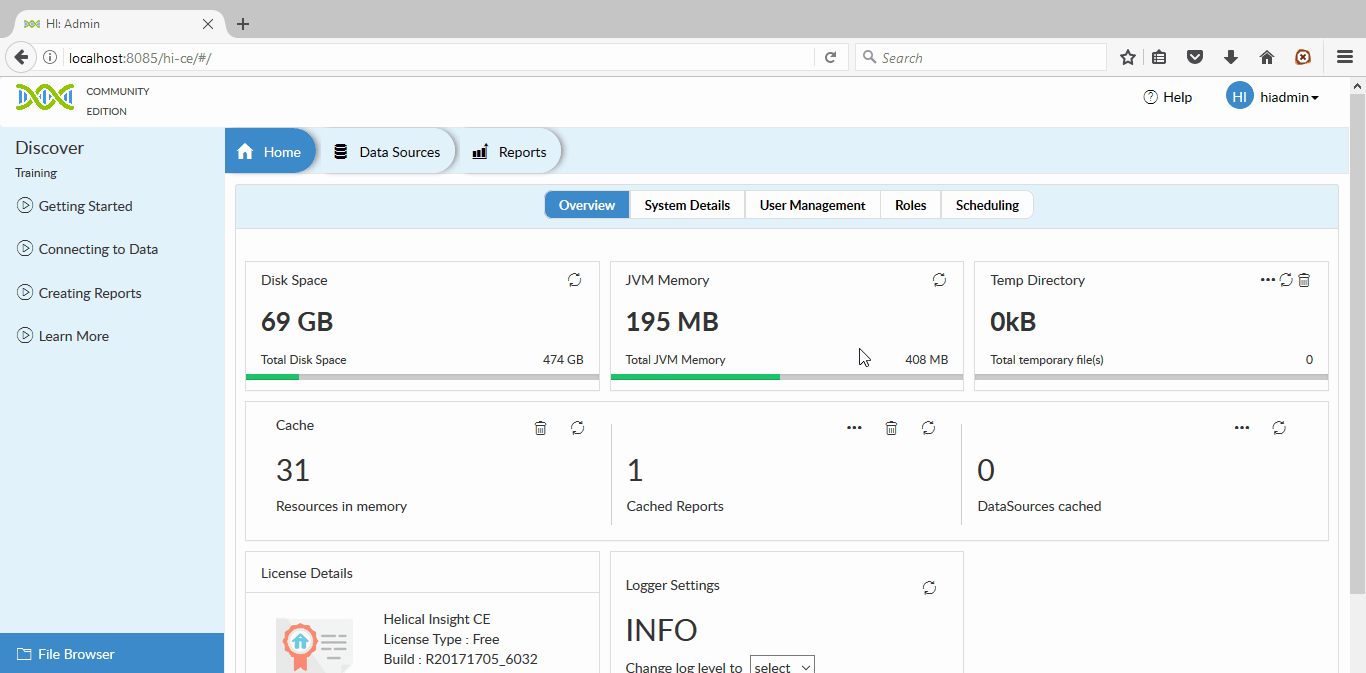 HI: Admin
localhost:8085/hi-ce/#/
Search
COMMUNITY
EDITION
Help
HI
hiadmin
Discover
Training
Getting Started
Connecting to Data
Creating Reports
Learn More
File Browser
Home
Data Sources
Reports
Overview
System Details
User Management
Roles
Scheduling
Disk Space
69 GB
Total Disk Space 474 GB
JVM Memory
195 MB
Total JVM Memory 408 MB
Temp Directory
0kB
Total temporary file(s) 0
Cache
31
Resources in memory
1
Cached Reports
0
DataSources cached
License Details
Helical Insight CE
License Type : Free
Build : R20171705_6032
Logger Settings
INFO
Change log level to select